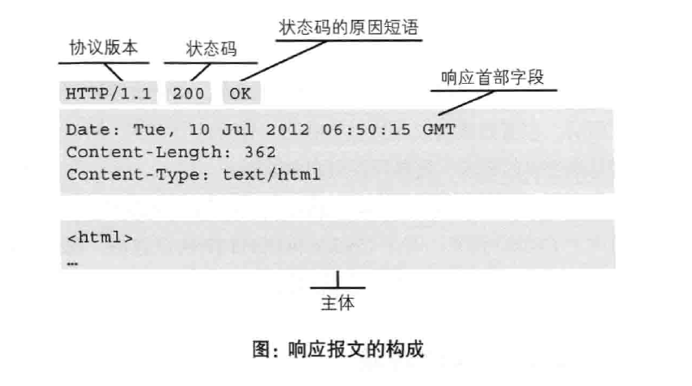 状态码的原因短语
协议版本 状态码
响应首部字段
HTTP/1.1 200 OK
Date: Tue, 10 Jul 2012 06:50:15 GMT
Content-Length: 362
Content-Type: text/html
<html>
…
主体
图：响应报文的构成